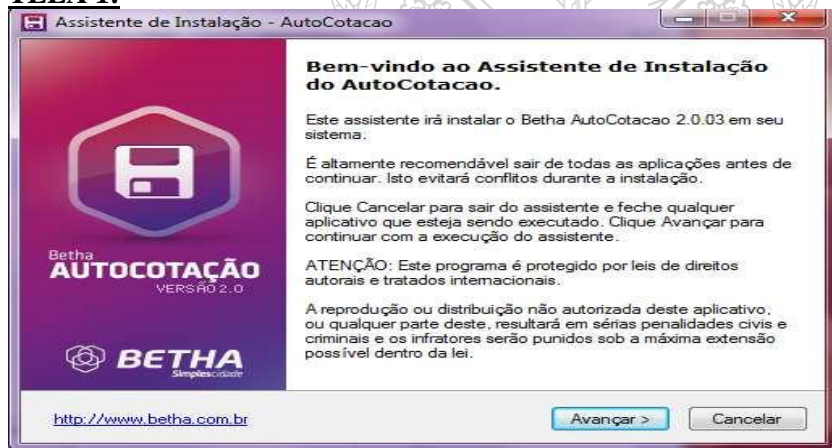 TELA 1:
Assistente de Instalação - AutoCotacao
Bem-vindo ao Assistente de Instalação
do AutoCotacao.
Este assistente irá instalar o Betha AutoCotacao 2.0.03 em seu
sistema.
É altamente recomendável sair de todas as aplicações antes de
continuar. Isto evitará conflitos durante a instalação.
Clique Cancelar para sair do assistente e feche qualquer
aplicativo que esteja sendo executado. Clique Avançar para
continuar com a execução do assistente.
ATENÇÃO: Este programa é protegido por leis de direitos
autorais e tratados internacionais.
A reprodução ou distribuição não autorizada deste aplicativo,
ou qualquer parte deste, resultará em sérias penalidades civis e
criminais e os infratores serão punidos sob a máxima extensão
possível dentro da lei.
Betha
AUTOCOTAÇÃO
VERSÃO 2.0
BETHA
Simplescidade
http://www.betha.com.br
Avançar >
Cancelar